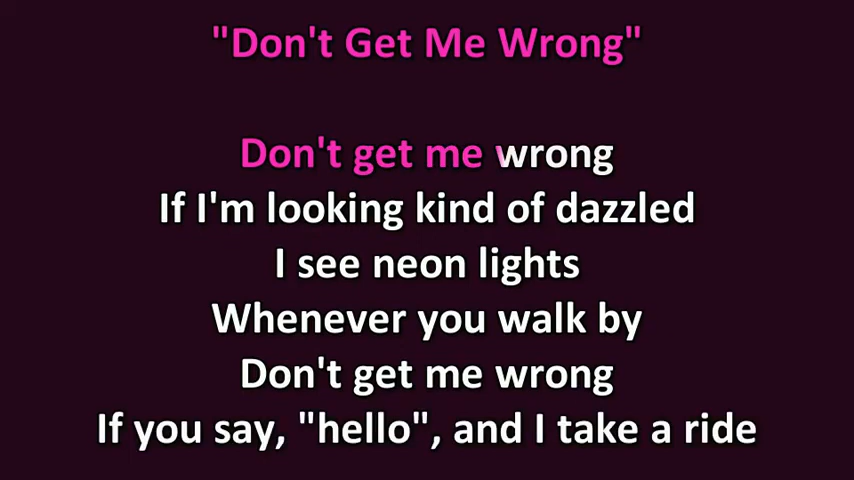 "Don't Get Me Wrong"
Don't get me wrong
If I'm looking kind of dazzled
I see neon lights
Whenever you walk by
Don't get me wrong
If you say, "hello", and I take a ride